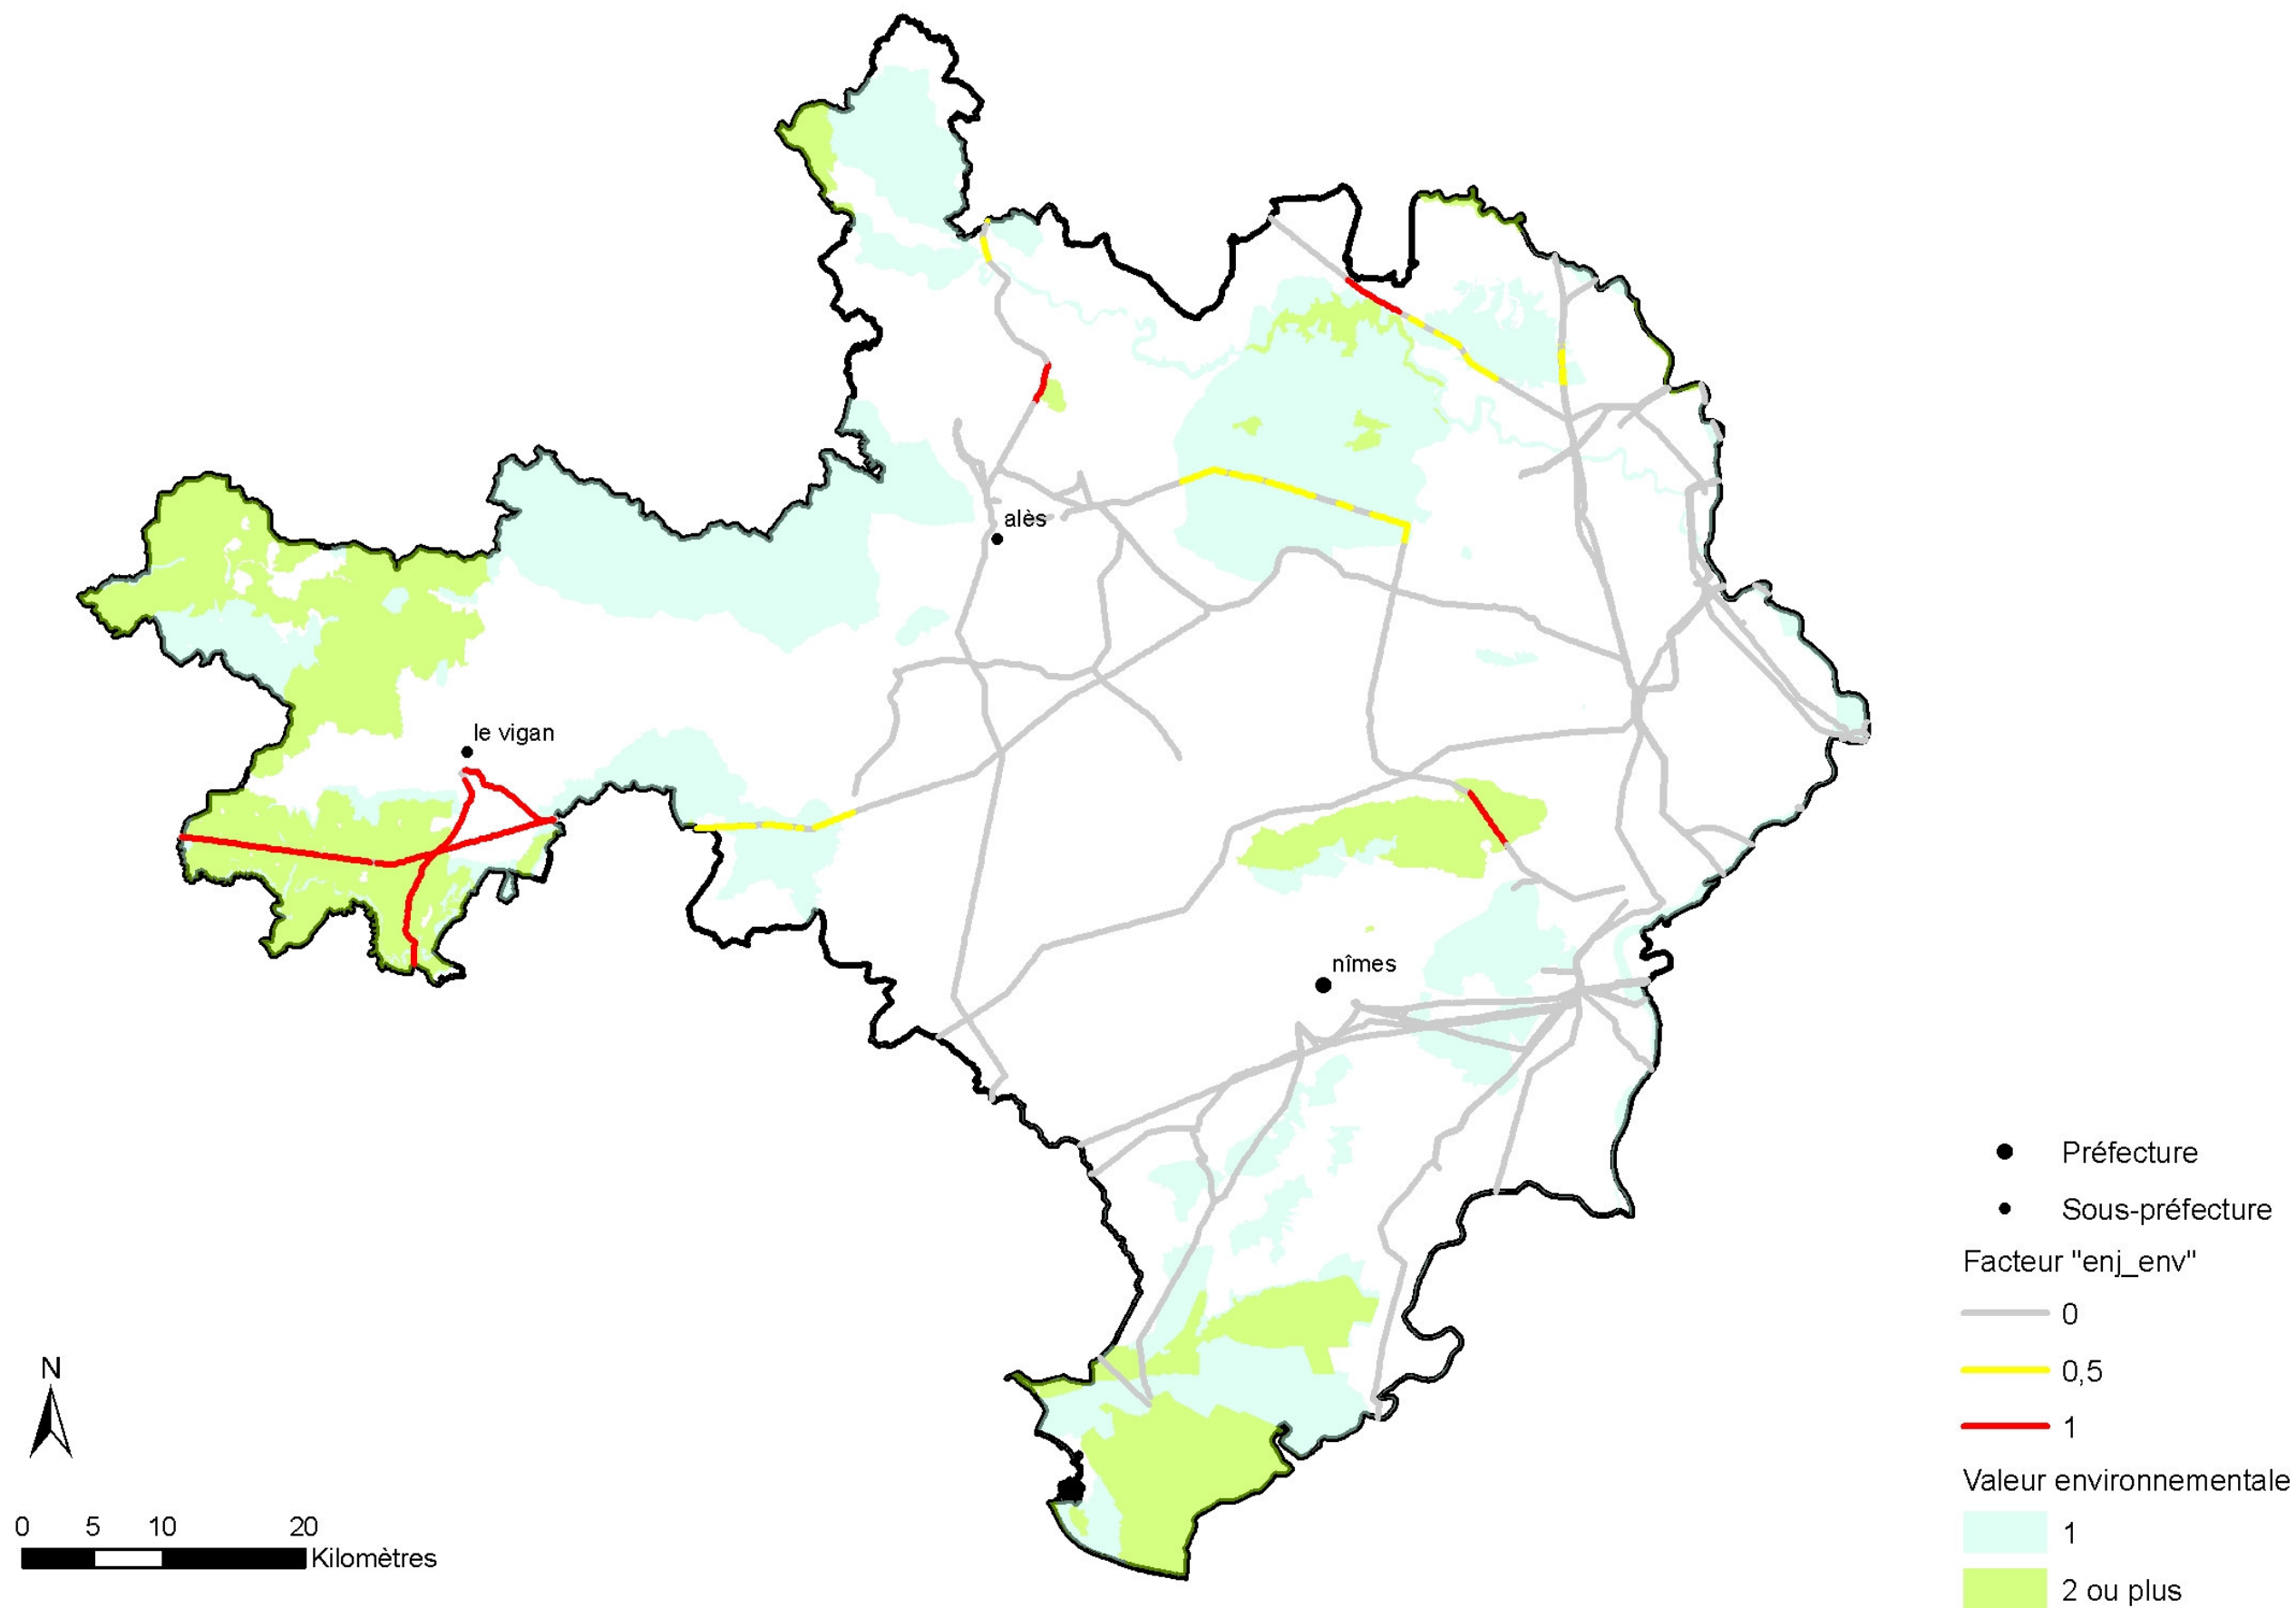 alès
le vigan
nîmes
Préfecture
Sous-préfecture
Facteur "enj_env"
0
0,5
1
Valeur environnementale
1
2 ou plus
N
0 5 10 20
Kilomètres